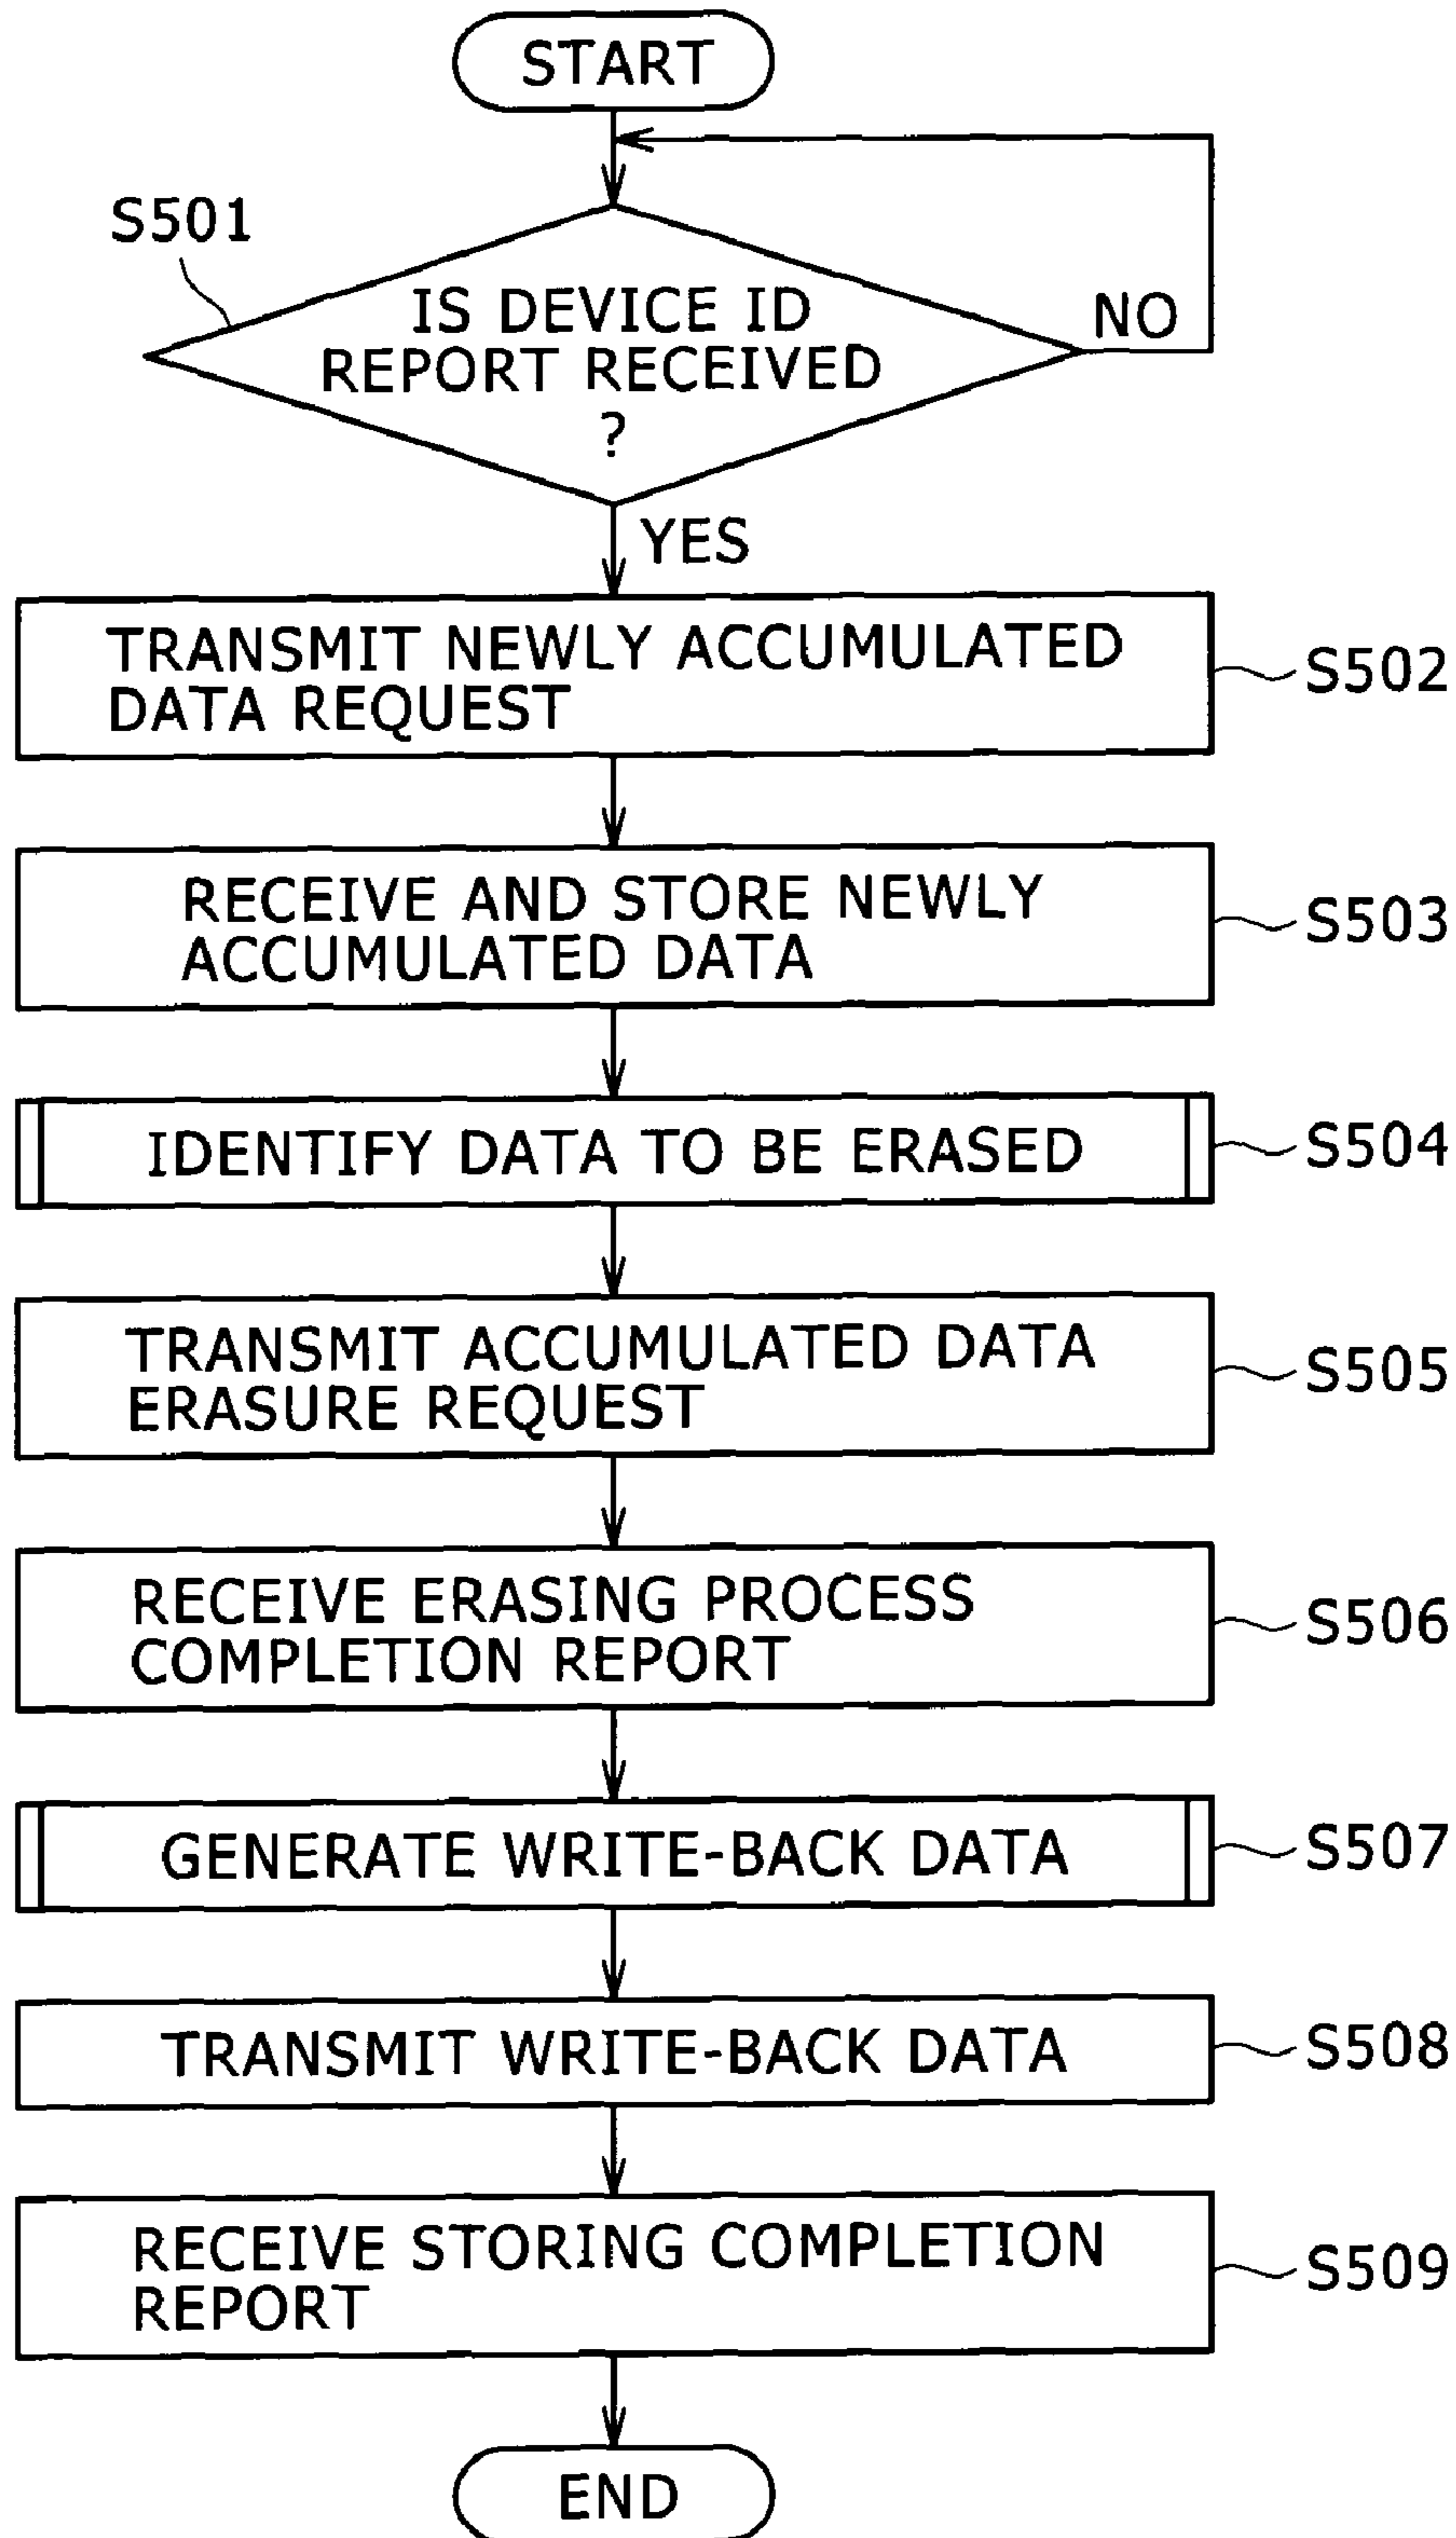 START
S501
IS DEVICE ID
REPORT RECEIVED
?
NO
YES
TRANSMIT NEWLY ACCUMULATED
DATA REQUEST
S502
RECEIVE AND STORE NEWLY
ACCUMULATED DATA
S503
IDENTIFY DATA TO BE ERASED
S504
TRANSMIT ACCUMULATED DATA
ERASURE REQUEST
S505
RECEIVE ERASING PROCESS
COMPLETION REPORT
S506
GENERATE WRITE-BACK DATA
S507
TRANSMIT WRITE-BACK DATA
S508
RECEIVE STORING COMPLETION
REPORT
S509
END